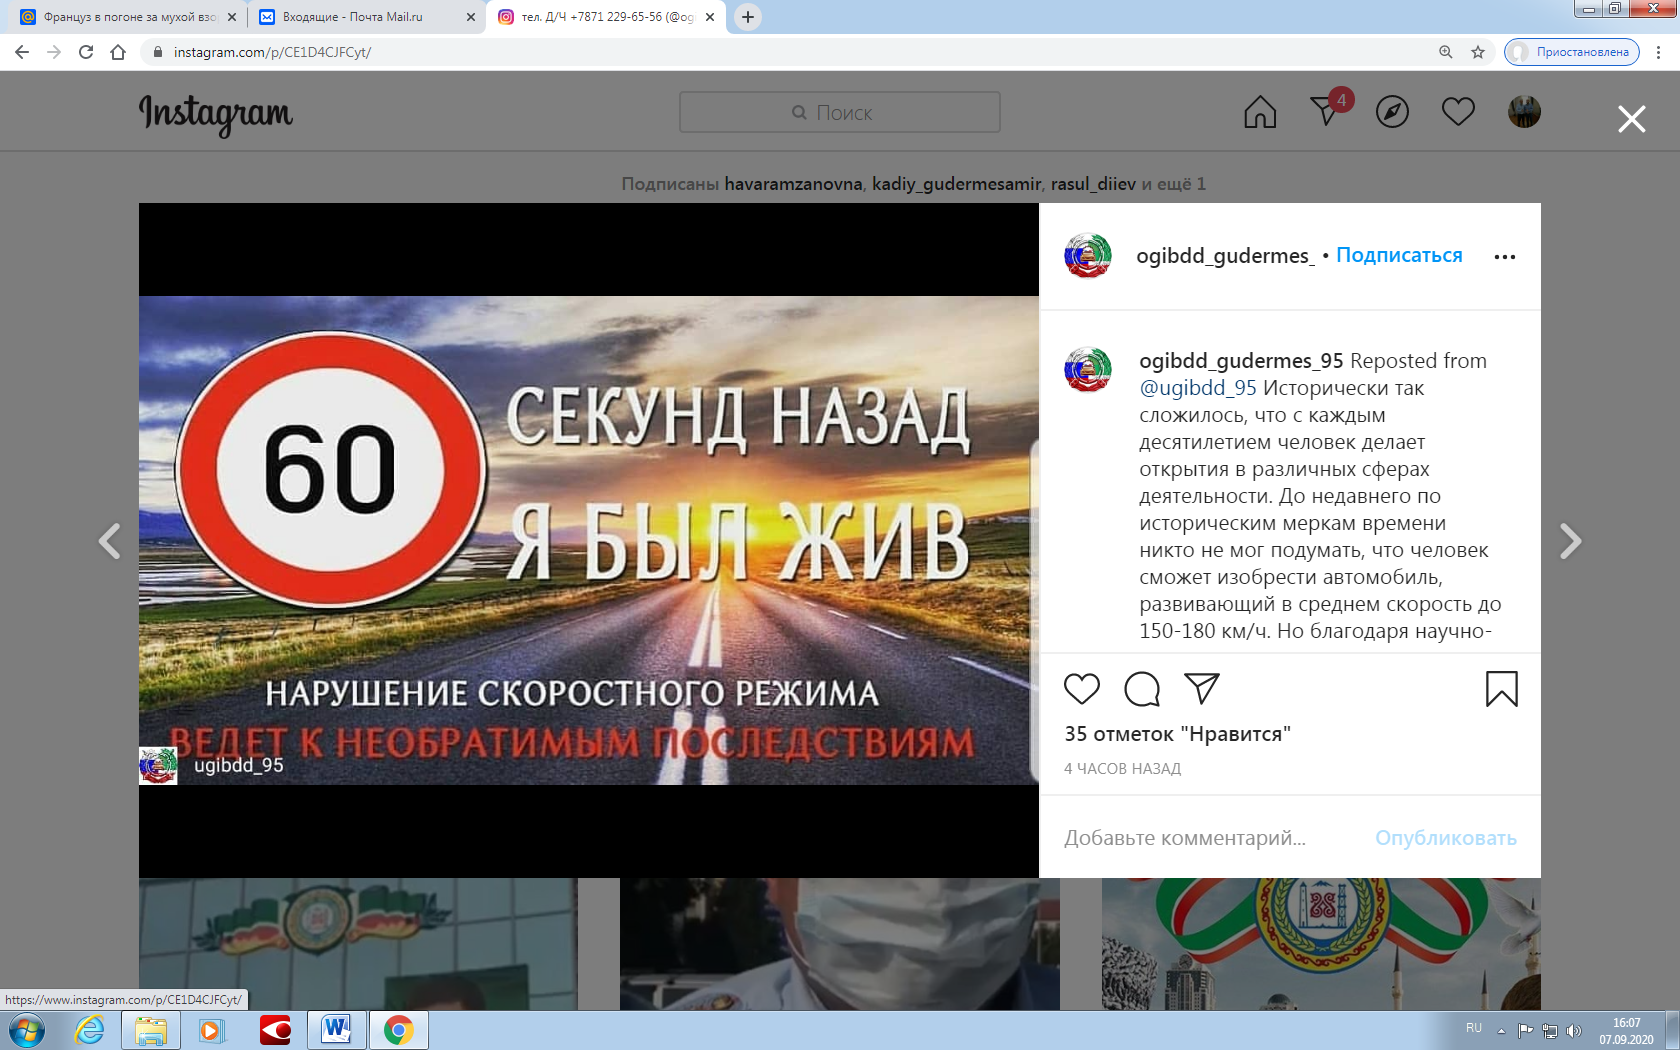 Француз в погоне за мухой взо
Входящие - Почта Mail.ru
тел. Д/Ч +7871 229-65-56 (@og
instagram.com/p/CE1D4CJFCyt/
Приостановлена
Instagram
Поиск
4
Подписаны havaramzanovna, kadiy_gudermesamir, rasul_diiev и ещё 1
60
СЕКУНД НАЗАД
Я БЫЛ ЖИВ
НАРУШЕНИЕ СКОРОСТНОГО РЕЖИМА
ВЕДЕТ К НЕОБРАТИМЫМ ПОСЛЕДСТВИЯМ
ugibdd_95
ogibdd_gudermes_ • Подписаться
ogibdd_gudermes_95 Reposted from
@ugibdd_95 Исторически так
сложилось, что с каждым
десятилетием человек делает
открытия в различных сферах
деятельности. До недавнего по
историческим меркам времени
никто не мог подумать, что человек
сможет изобрести автомобиль,
развивающий в среднем скорость до
150-180 км/ч. Но благодаря научно-
35 отметок "Нравится"
4 ЧАСОВ НАЗАД
Добавьте комментарий...
Опубликовать
https://www.instagram.com/p/CE1D4CJFCyt/
RU
16:07
07.09.2020